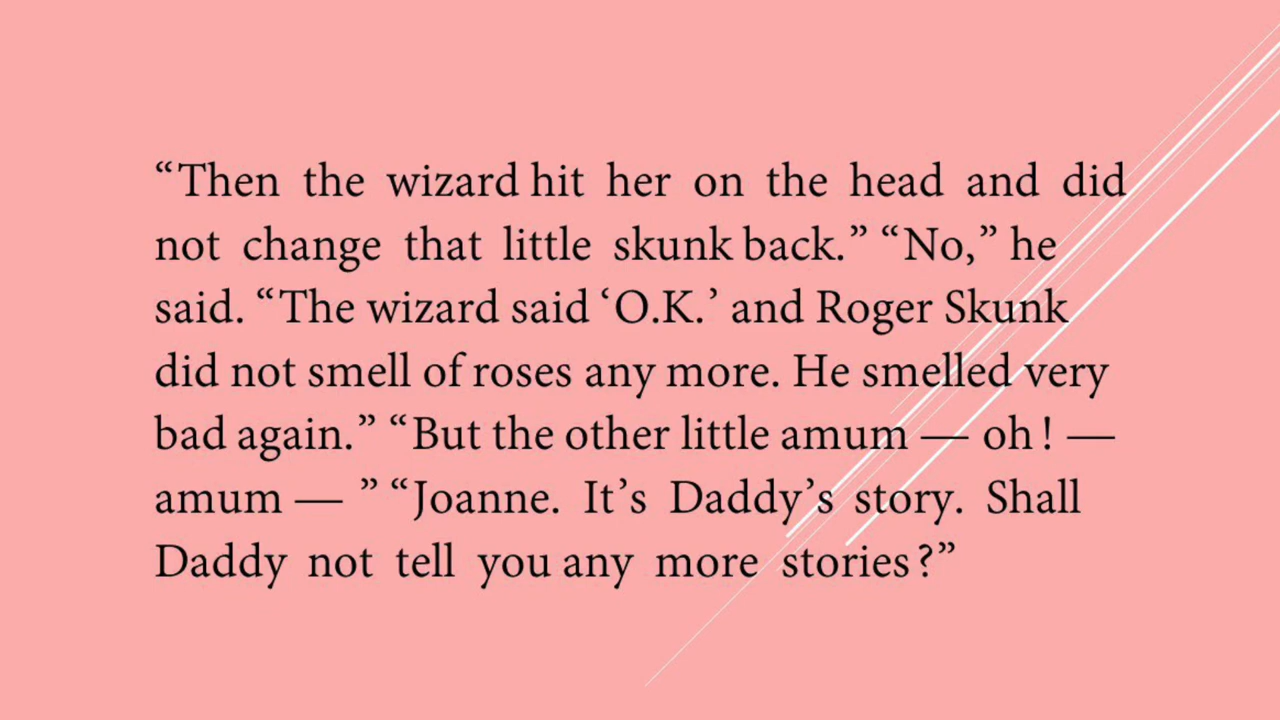 “Then the wizard hit her on the head and did
not change that little skunk back.” “No,” he
said. “The wizard said ‘O.K.’ and Roger Skunk
did not smell of roses any more. He smelled very
bad again.” “But the other little amum — oh! —
amum — ” “Joanne. It’s Daddy’s story. Shall
Daddy not tell you any more stories?”